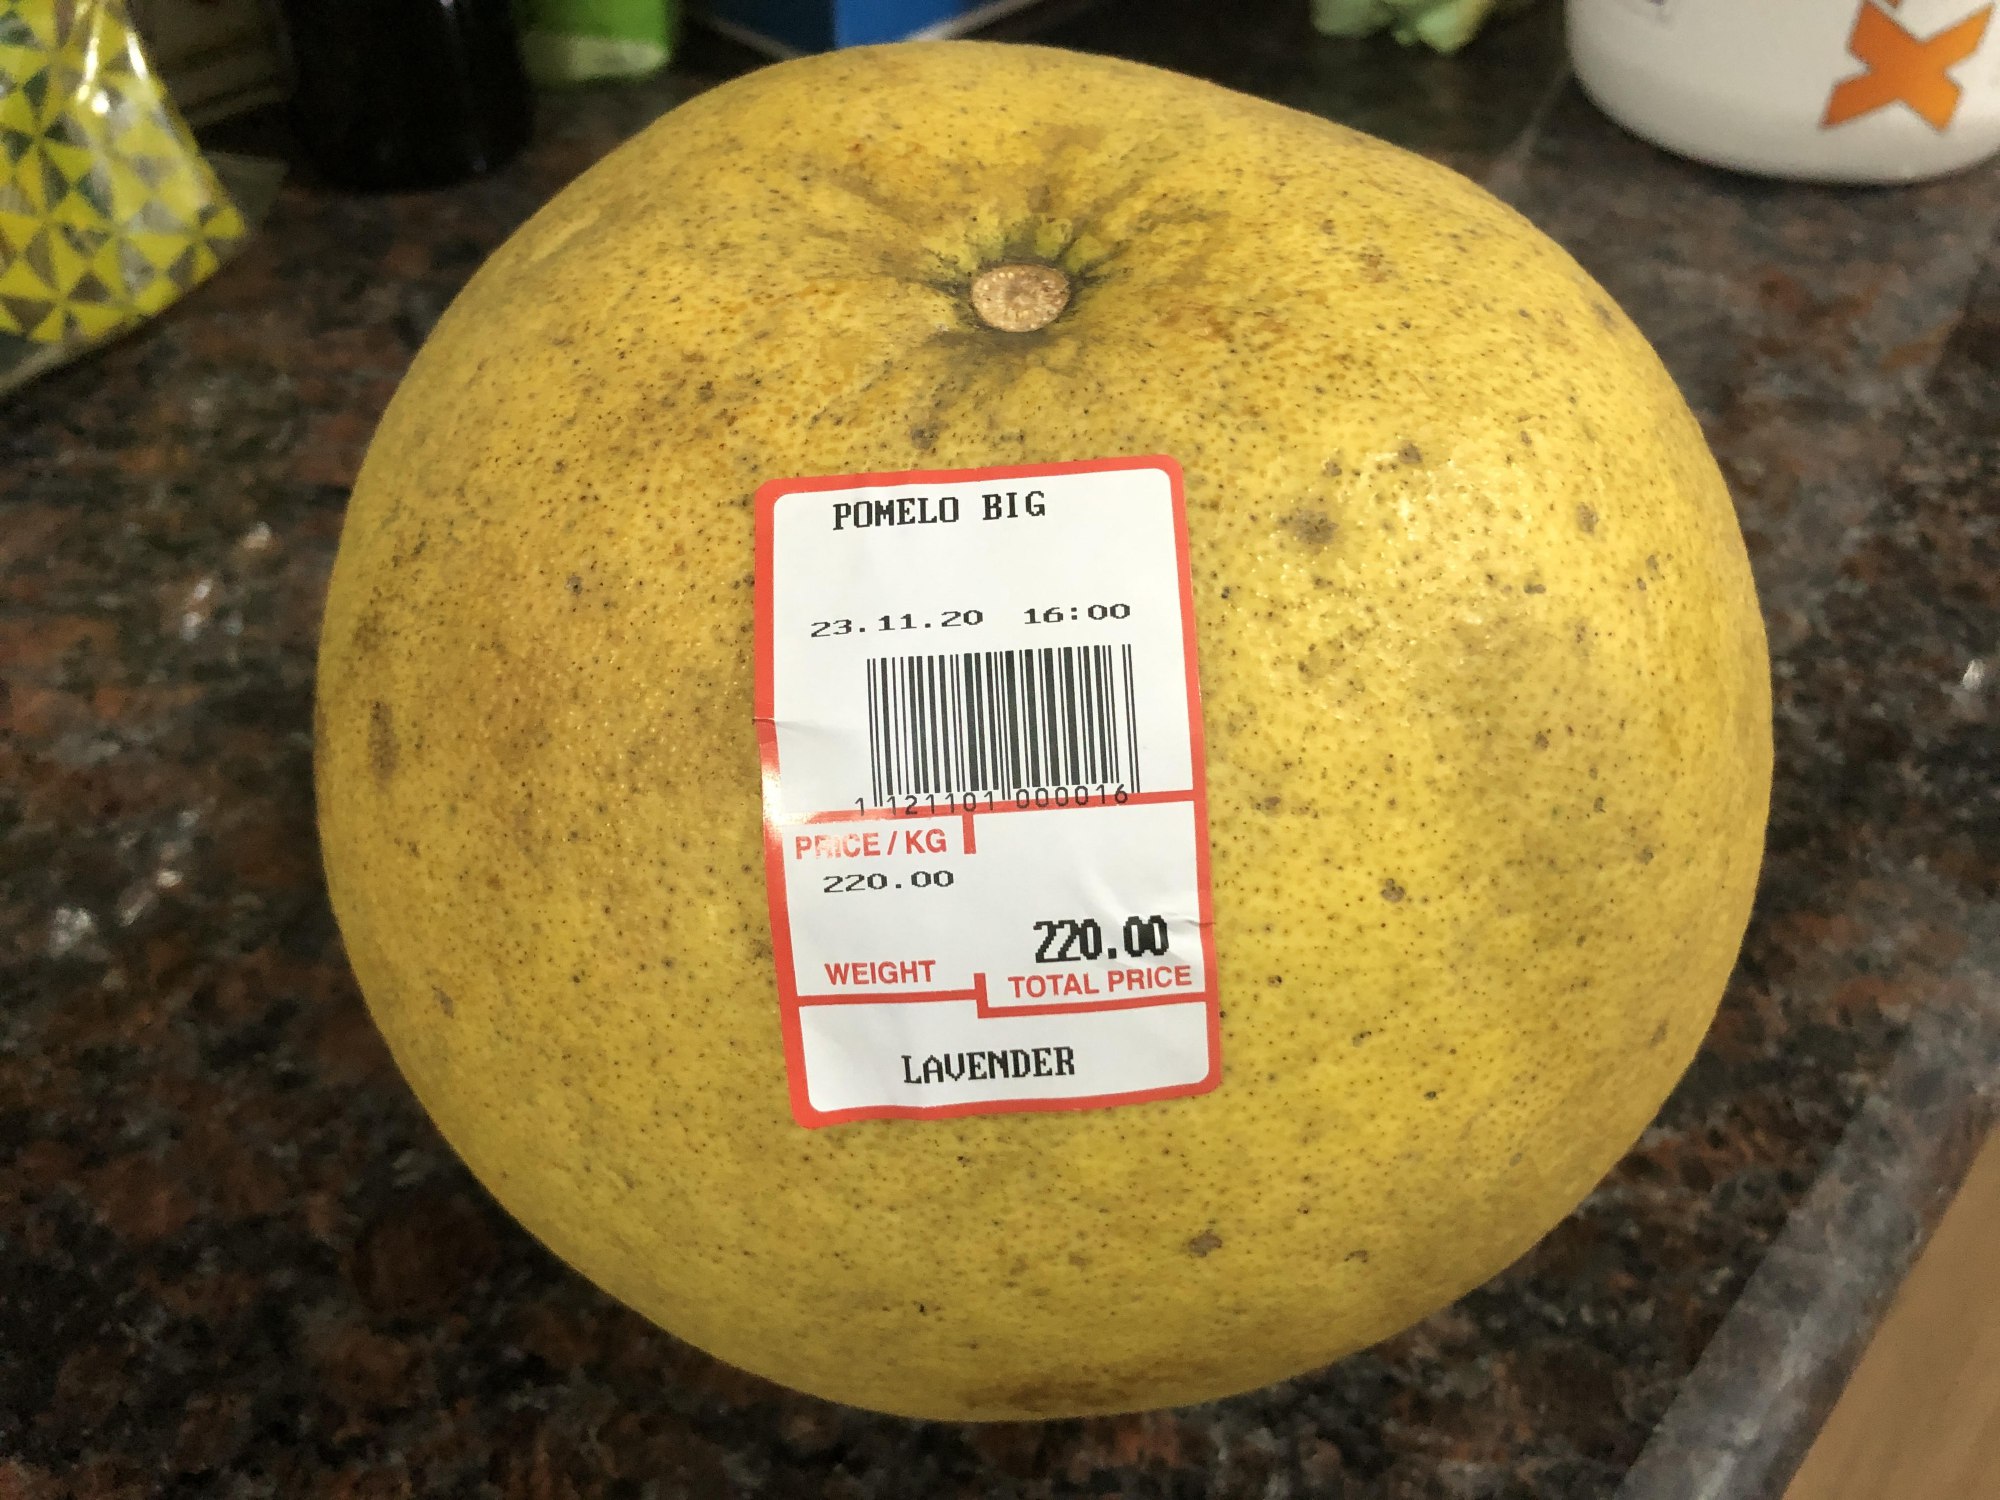 POMELO BIG
23.11.20 16:00
1 121101 000016
PRICE / KG
220.00
220.00
WEIGHT
TOTAL PRICE
LAVENDER